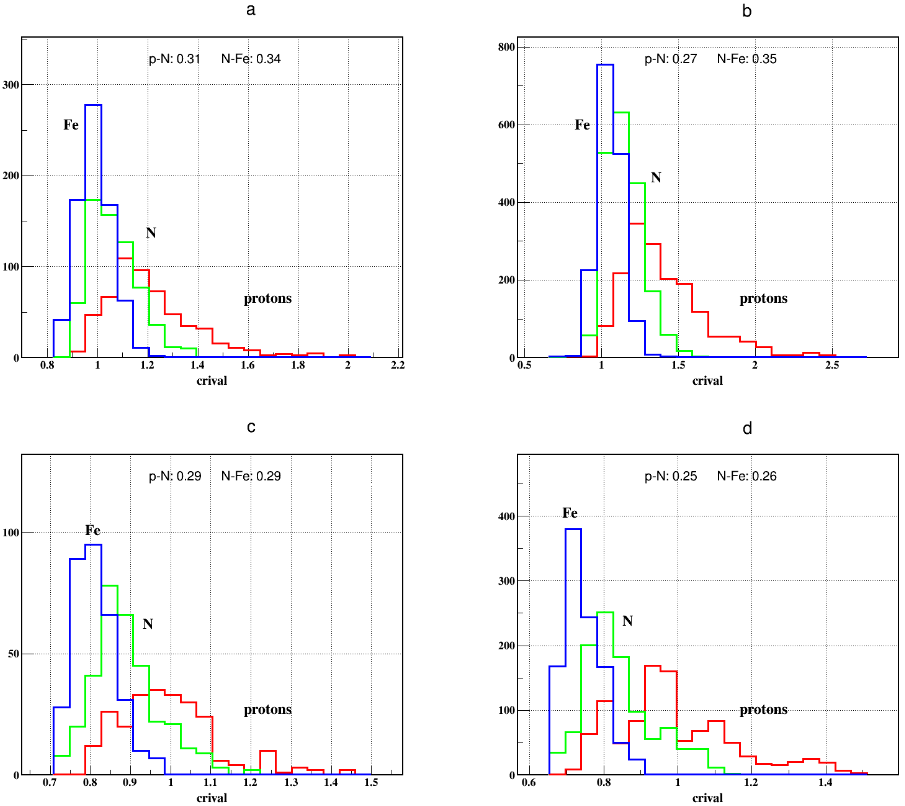 a
p-N: 0.31 N-Fe: 0.34
300
200
100
0
Fe
N
protons
0.8 1 1.2 1.4 1.6 1.8 2 2.2
crival
b
p-N: 0.27 N-Fe: 0.35
800
600
400
200
0
Fe
N
protons
0.5 1 1.5 2 2.5
crival
c
p-N: 0.29 N-Fe: 0.29
100
50
0
Fe
N
protons
0.7 0.8 0.9 1 1.1 1.2 1.3 1.4 1.5
crival
d
p-N: 0.25 N-Fe: 0.26
400
300
200
100
0
Fe
N
protons
0.6 0.8 1 1.2 1.4
crival